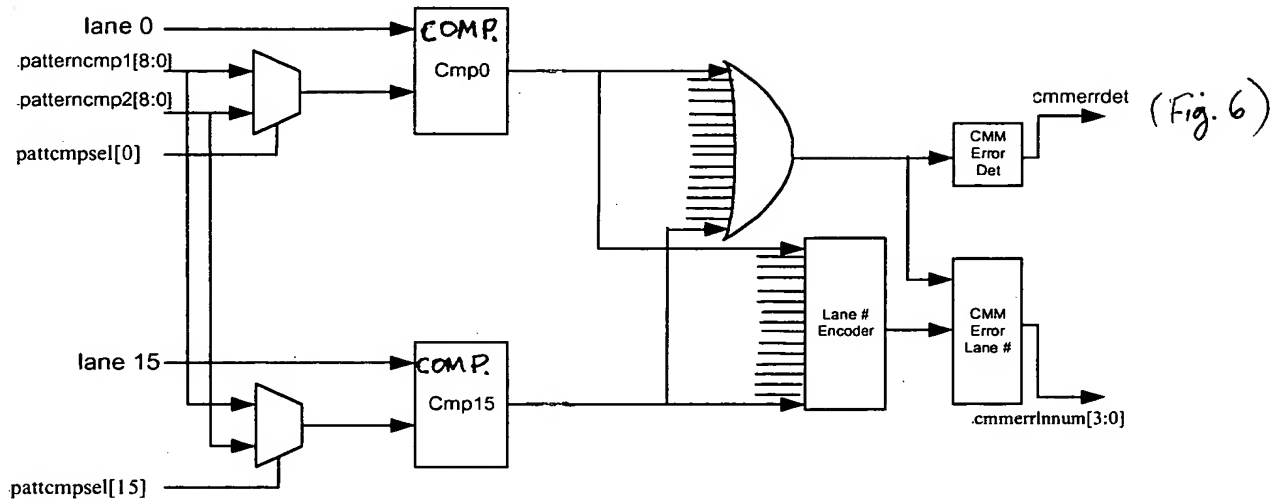 lane 0
.patterncmp1[8:0]
.patterncmp2[8:0]
pattcmpsel[0]
COMP.
Cmp0
cmmerrdet
(Fig. 6)
CMM
Error
Det
Lane #
Encoder
CMM
Error
Lane #
lane 15
COMP.
Cmp15
.cmmerrlnnum[3:0]
pattcmpsel[15]